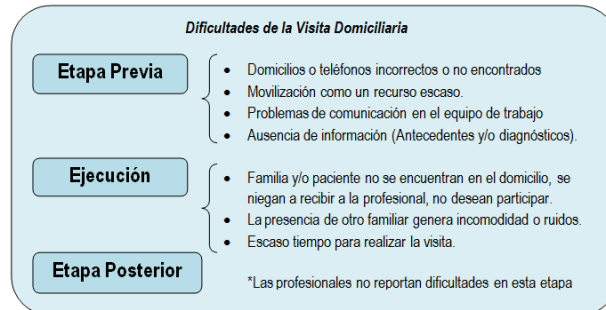 Dificultades de la Visita Domiciliaria
Etapa Previa
• Domicilios o teléfonos incorrectos o no encontrados
• Movilización como un recurso escaso.
• Problemas de comunicación en el equipo de trabajo
• Ausencia de información (Antecedentes y/o diagnósticos).
Ejecución
• Familia y/o paciente no se encuentran en el domicilio, se
niegan a recibir a la profesional, no desean participar.
• La presencia de otro familiar genera incomodidad o ruidos.
• Escaso tiempo para realizar la visita.
Etapa Posterior
*Las profesionales no reportan dificultades en esta etapa